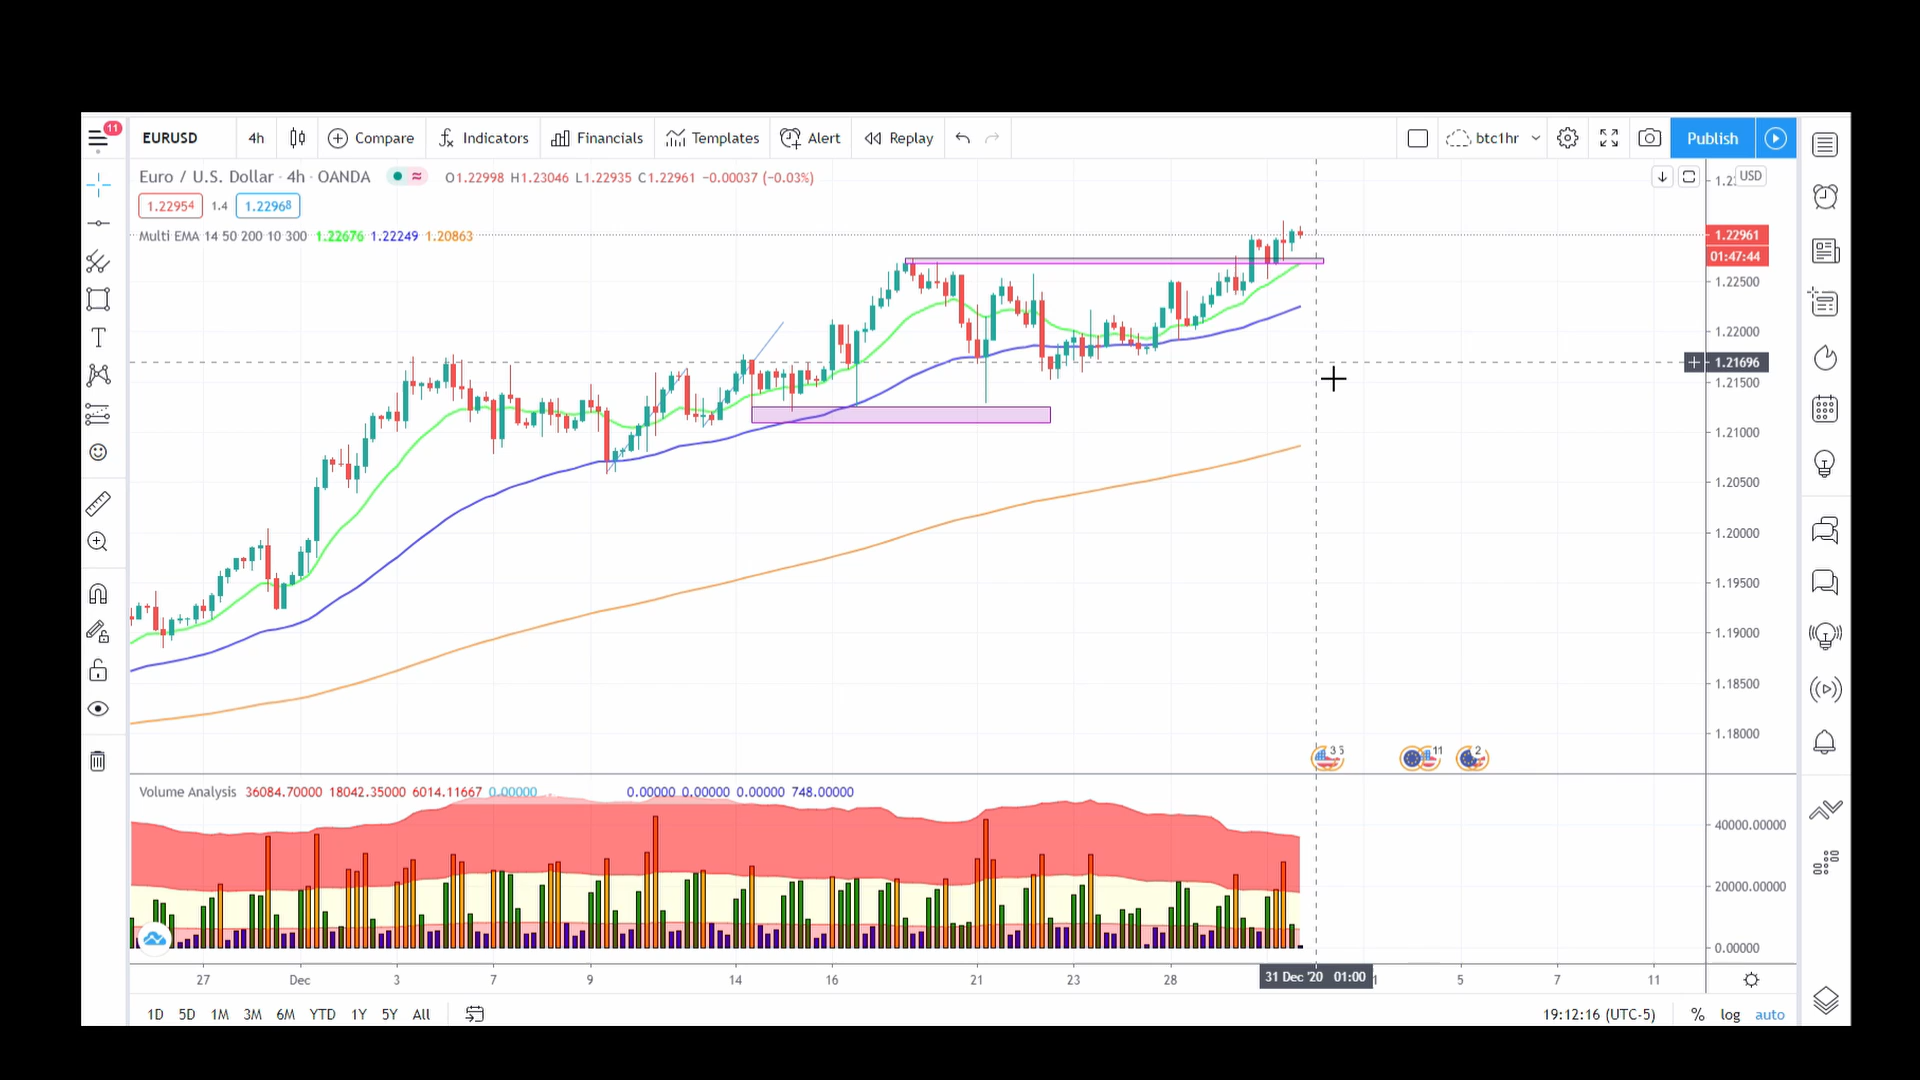 11
EURUSD 4h Compare Indicators Financials Templates Alert Replay btc1hr Publish
Euro / U.S. Dollar · 4h · OANDA O1.22998 H1.23046 L1.22935 C1.22961 −0.00037 (−0.03%)
USD
1.22954 1.4 1.22968
Multi EMA 14 50 200 10 300 1.22676 1.22249 1.20863
1.22961
01:47:44
1.22500
1.22000
1.21696
1.21500
1.21000
1.20500
1.20000
1.19500
1.19000
1.18500
1.18000
11 2
Volume Analysis 36084.70000 18042.35000 6014.11667 0.00000 0.00000 0.00000 0.00000 748.00000
40000.00000
20000.00000
0.00000
27 Dec 3 7 9 14 16 21 23 28 31 Dec '20 01:00 5 7 11
1D 5D 1M 3M 6M YTD 1Y 5Y All 19:12:16 (UTC-5) % log auto